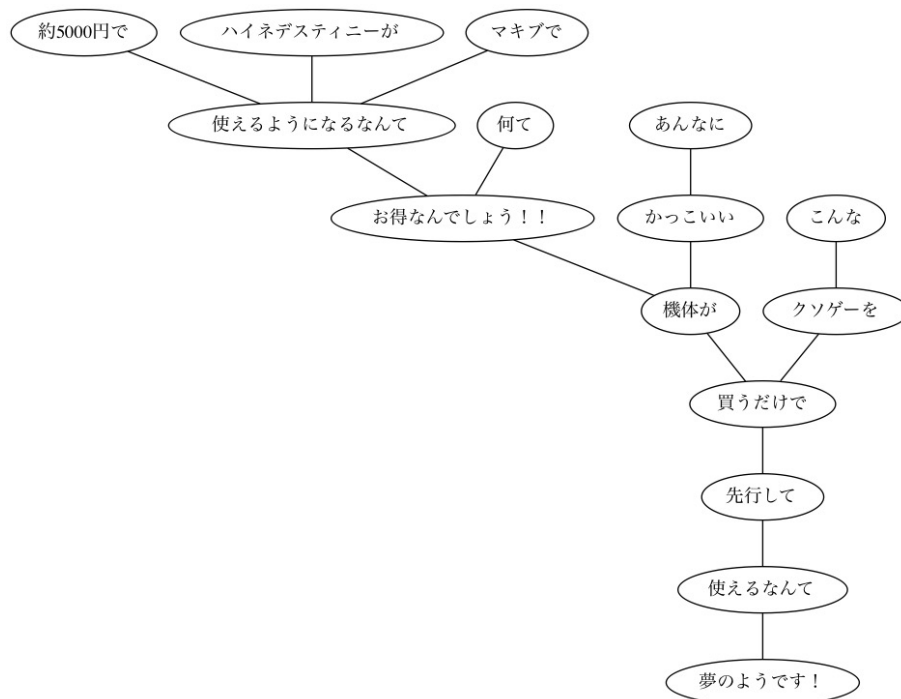 約5000円で
ハイネデスティニーが
マキブで
使えるようになるなんて
何て
あんなに
お得なんでしょう！！
かっこいい
こんな
機体が
クソゲーを
買うだけで
先行して
使えるなんて
夢のようです！